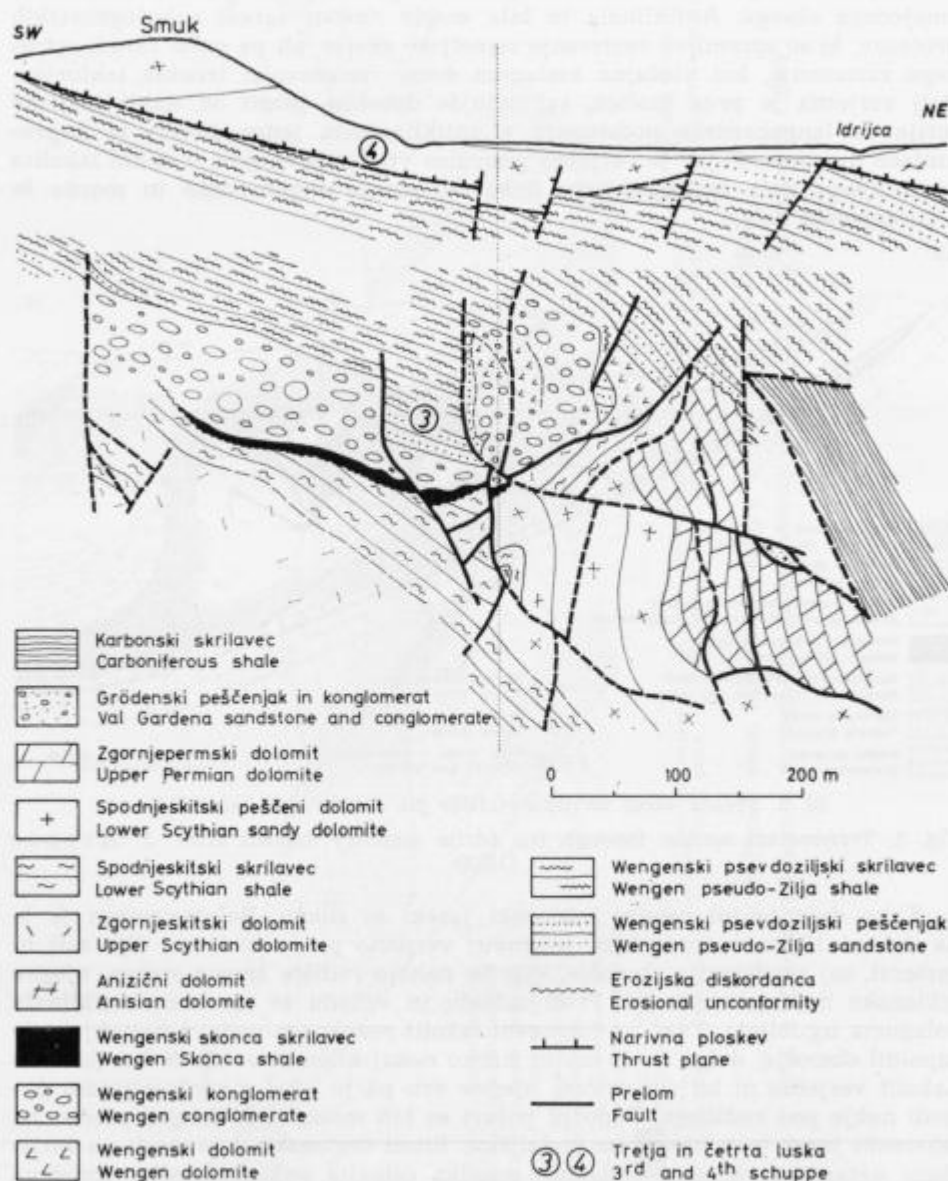 SW
Smuk
NE
Idrijca
4
3
Karbonski skrilavec
Carboniferous shale
Grödenski peščenjak in konglomerat
Val Gardena sandstone and conglomerate
Zgornjepermski dolomit
Upper Permian dolomite
Spodnjeskitski peščeni dolomit
Lower Scythian sandy dolomite
Spodnjeskitski skrilavec
Lower Scythian shale
Zgornjeskitski dolomit
Upper Scythian dolomite
Anizični dolomit
Anisian dolomite
Wengenski skonca skrilavec
Wengen Skonca shale
Wengenski konglomerat
Wengen conglomerate
Wengenski dolomit
Wengen dolomite
0 100 200 m
Wengenski psevdoziljski skrilavec
Wengen pseudo-Zilja shale
Wengenski psevdoziljski peščenjak
Wengen pseudo-Zilja sandstone
Erozijska diskordanca
Erosional unconformity
Narivna ploskev
Thrust plane
Prelom
Fault
3 4 Tretja in četrta luska
3rd and 4th schuppe